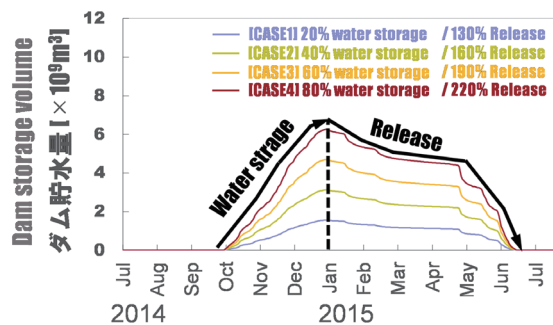 [CASE1] 20% water storage / 130% Release
[CASE2] 40% water storage / 160% Release
[CASE3] 60% water storage / 190% Release
[CASE4] 80% water storage / 220% Release
Dam storage volume
ダム貯水量 [×10⁹m³]
12
10
8
6
4
2
0
Water strage
Release
Jul Aug Sep Oct Nov Dec Jan Feb Mar Apr May Jun Jul
2014 2015